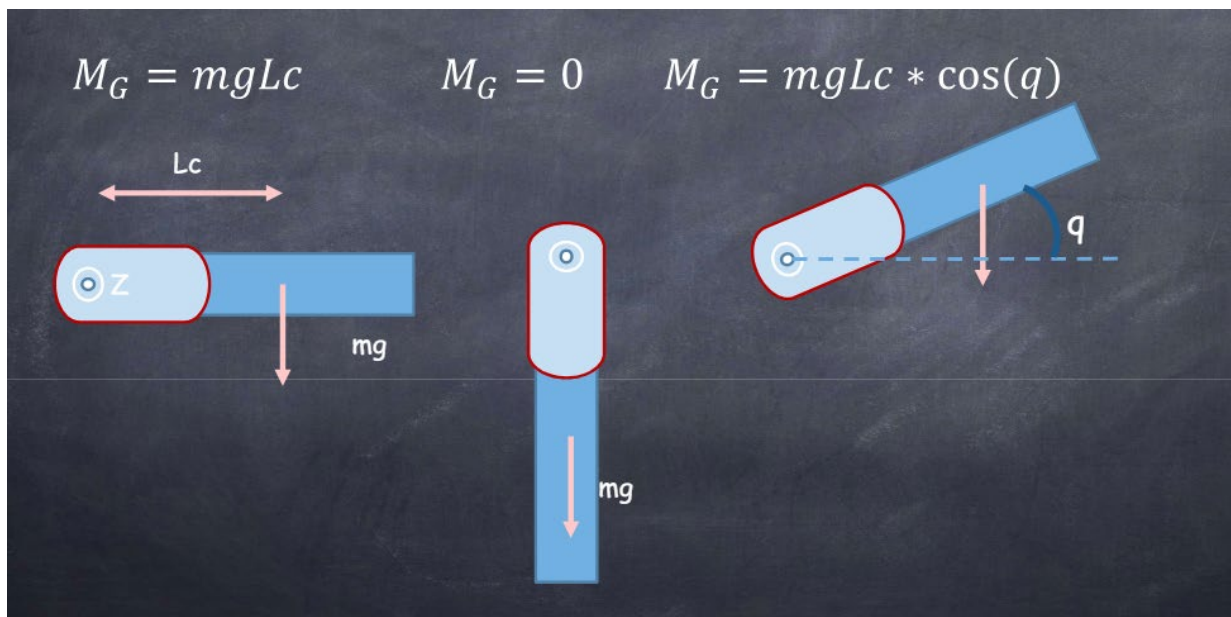 M_G = mgLc
M_G = 0
M_G = mgLc * cos(q)
Lc
z
mg
mg
q